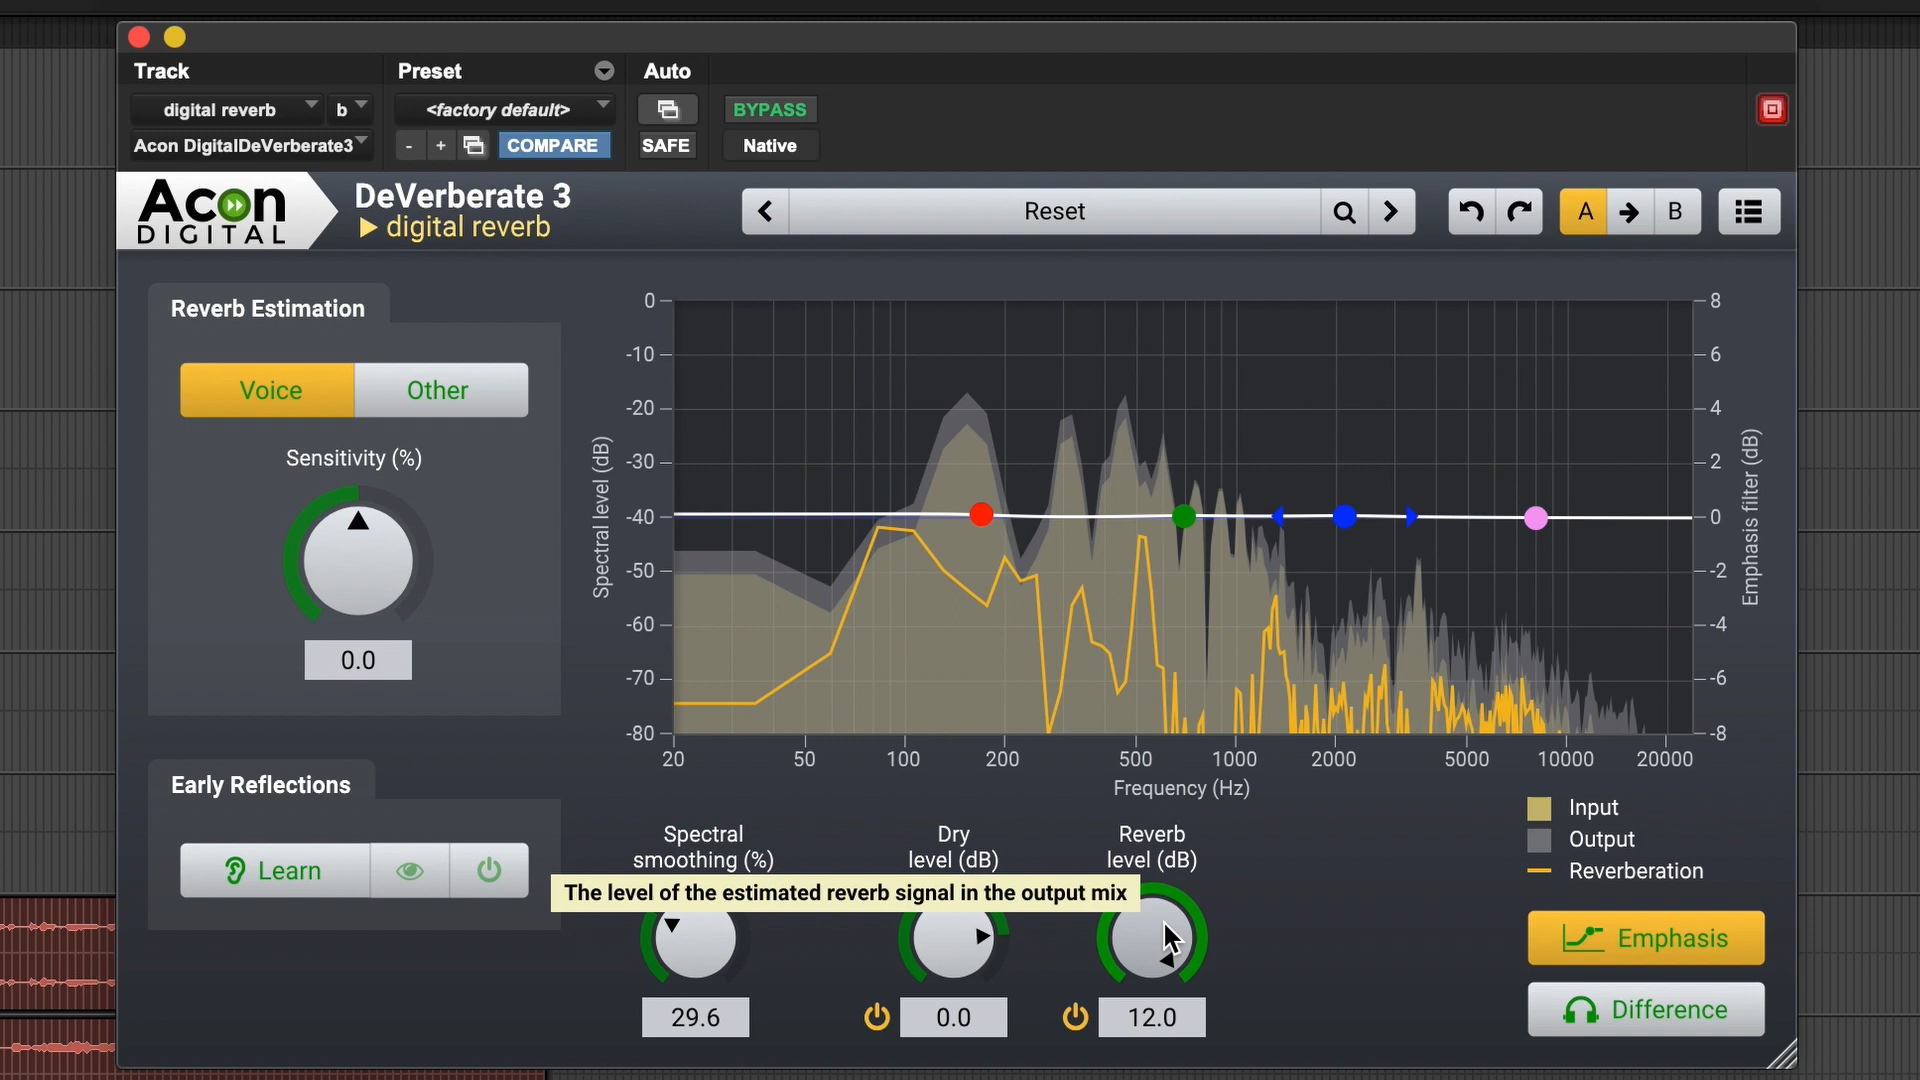 Track
Preset
Auto
digital reverb
b
<factory default>
BYPASS
Acon DigitalDeVerberate3
-
+
COMPARE
SAFE
Native
Acon
DIGITAL
DeVerberate 3
digital reverb
Reset
A
B
Reverb Estimation
Voice
Other
Sensitivity (%)
0.0
Early Reflections
Learn
Spectral level (dB)
0
-10
-20
-30
-40
-50
-60
-70
-80
8
6
4
2
0
-2
-4
-6
-8
Emphasis filter (dB)
20
50
100
200
500
1000
2000
5000
10000
20000
Frequency (Hz)
Input
Output
Reverberation
Spectral
smoothing (%)
Dry
level (dB)
Reverb
level (dB)
The level of the estimated reverb signal in the output mix
29.6
0.0
12.0
Emphasis
Difference